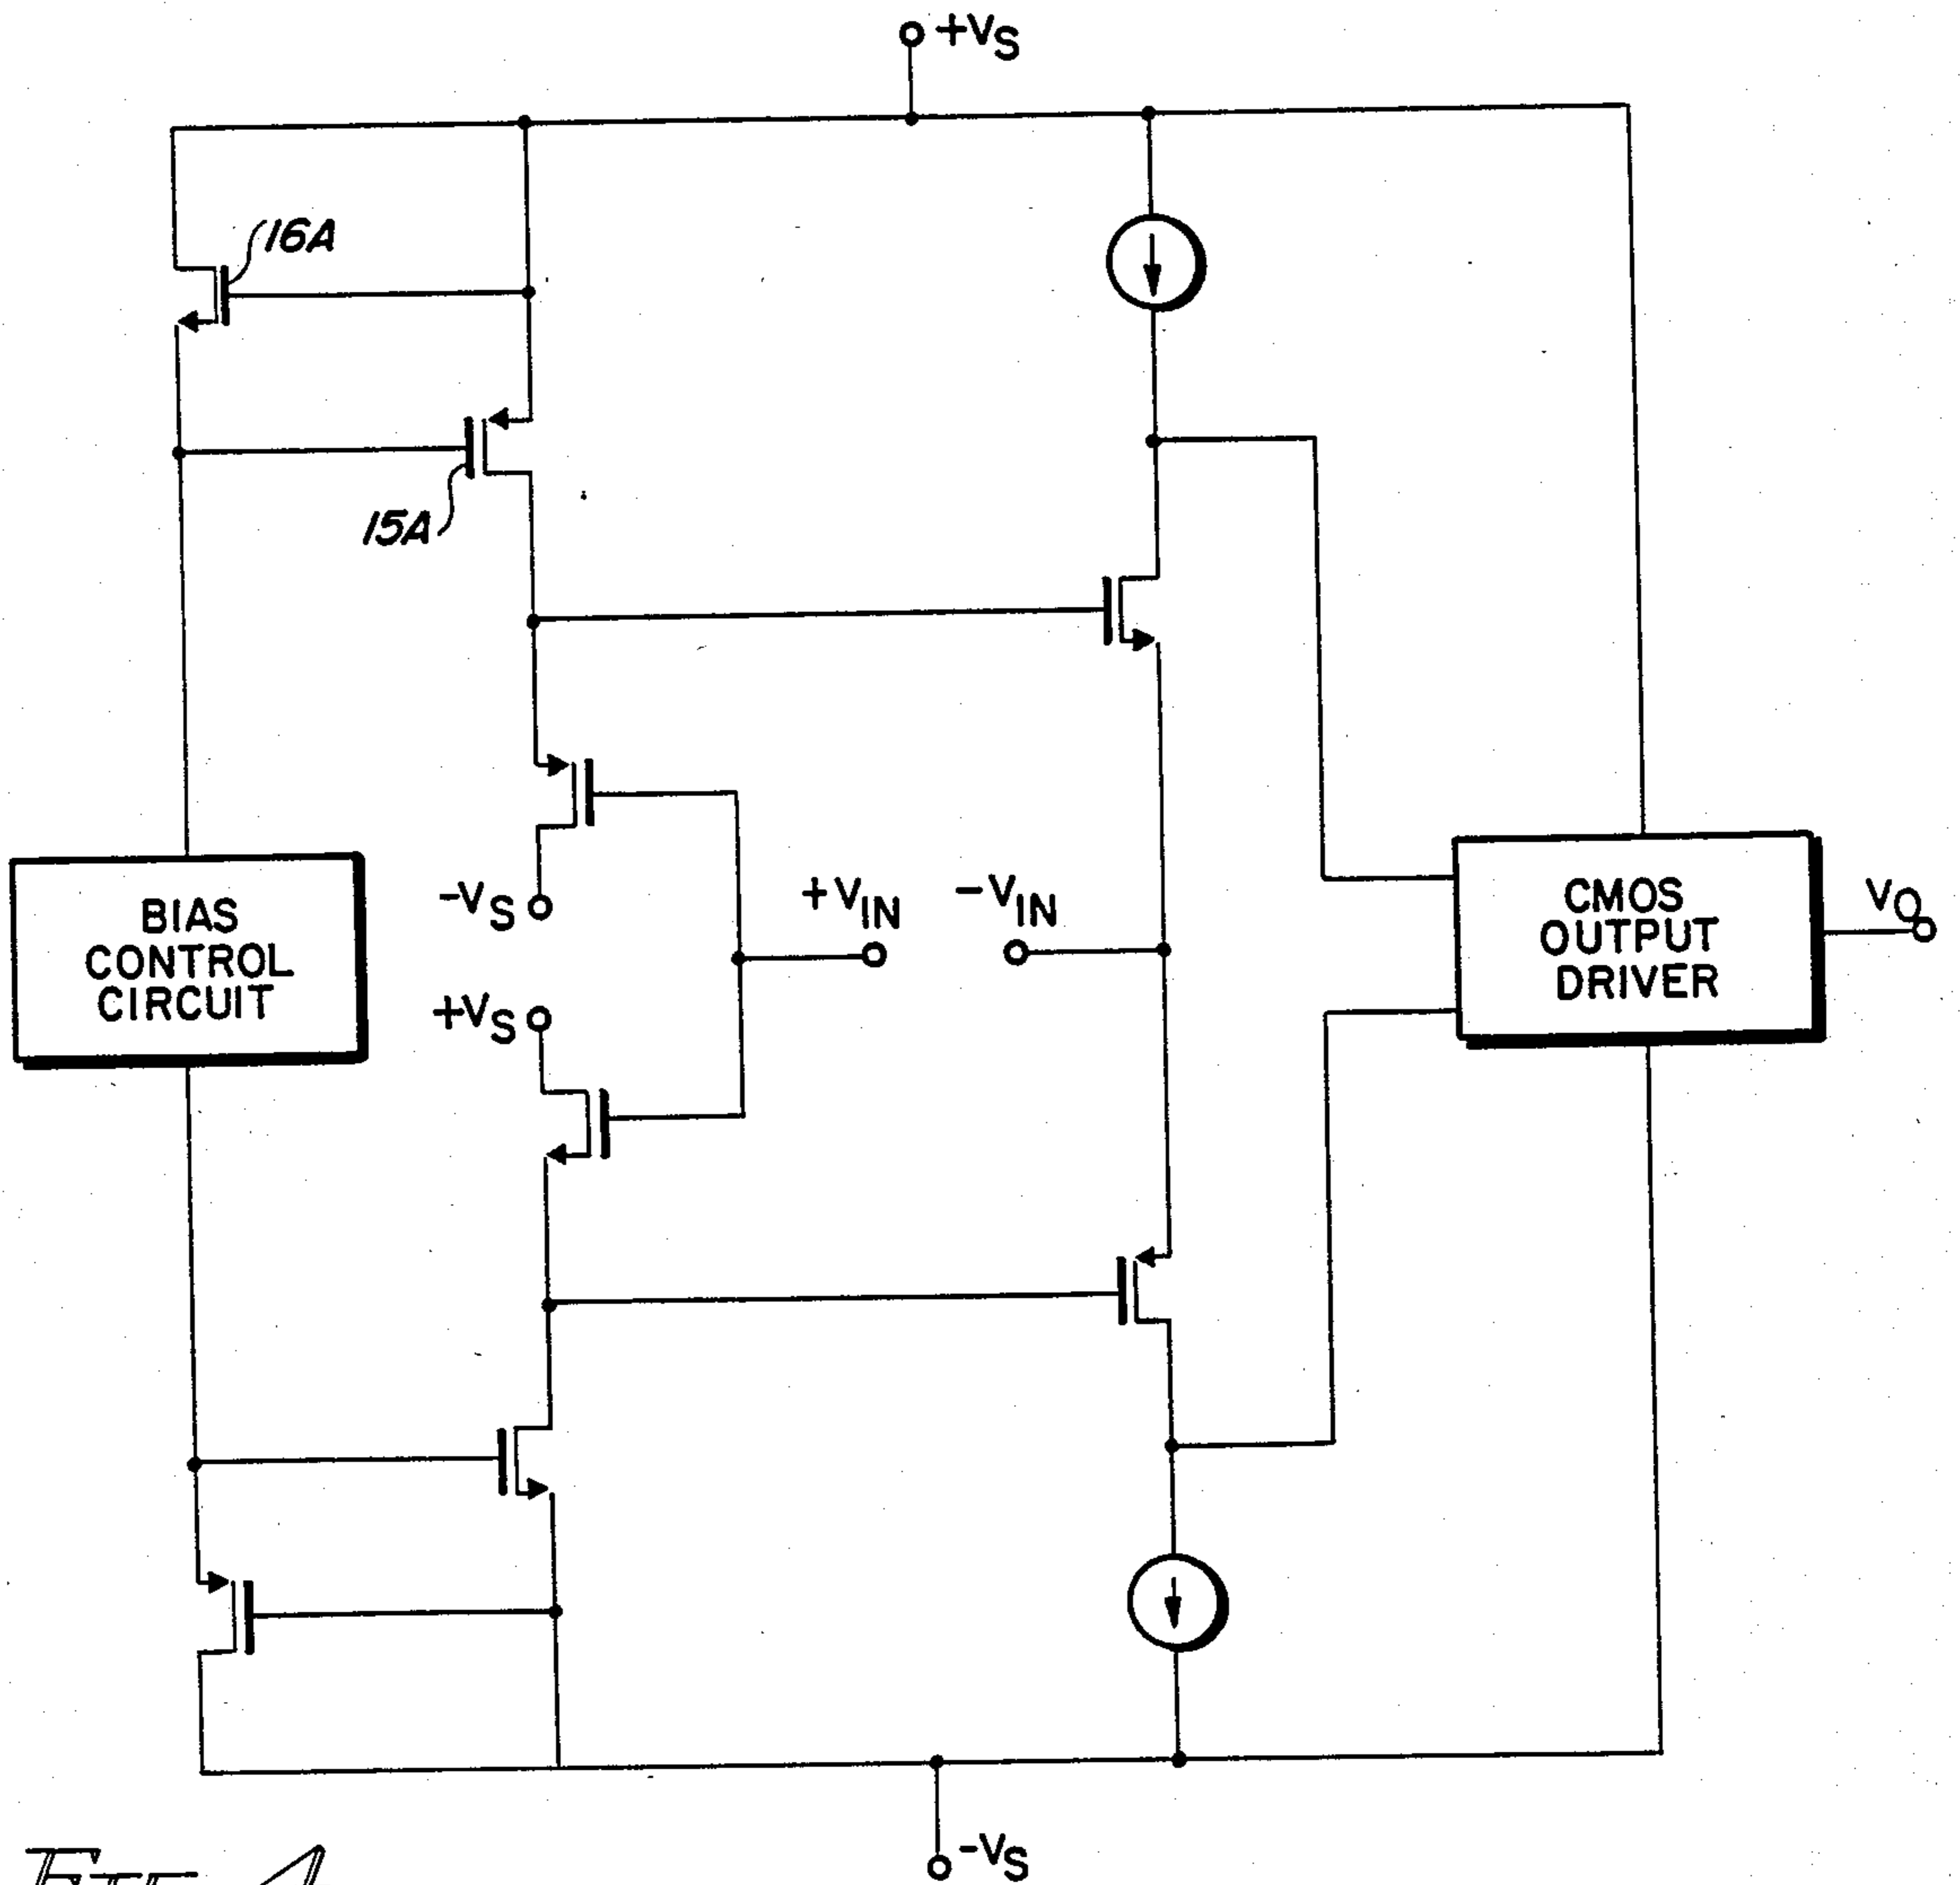 +VS
16A
15A
-VS
+VIN
-VIN
BIAS
CONTROL
CIRCUIT
CMOS
OUTPUT
DRIVER
VO
+VS
-VS